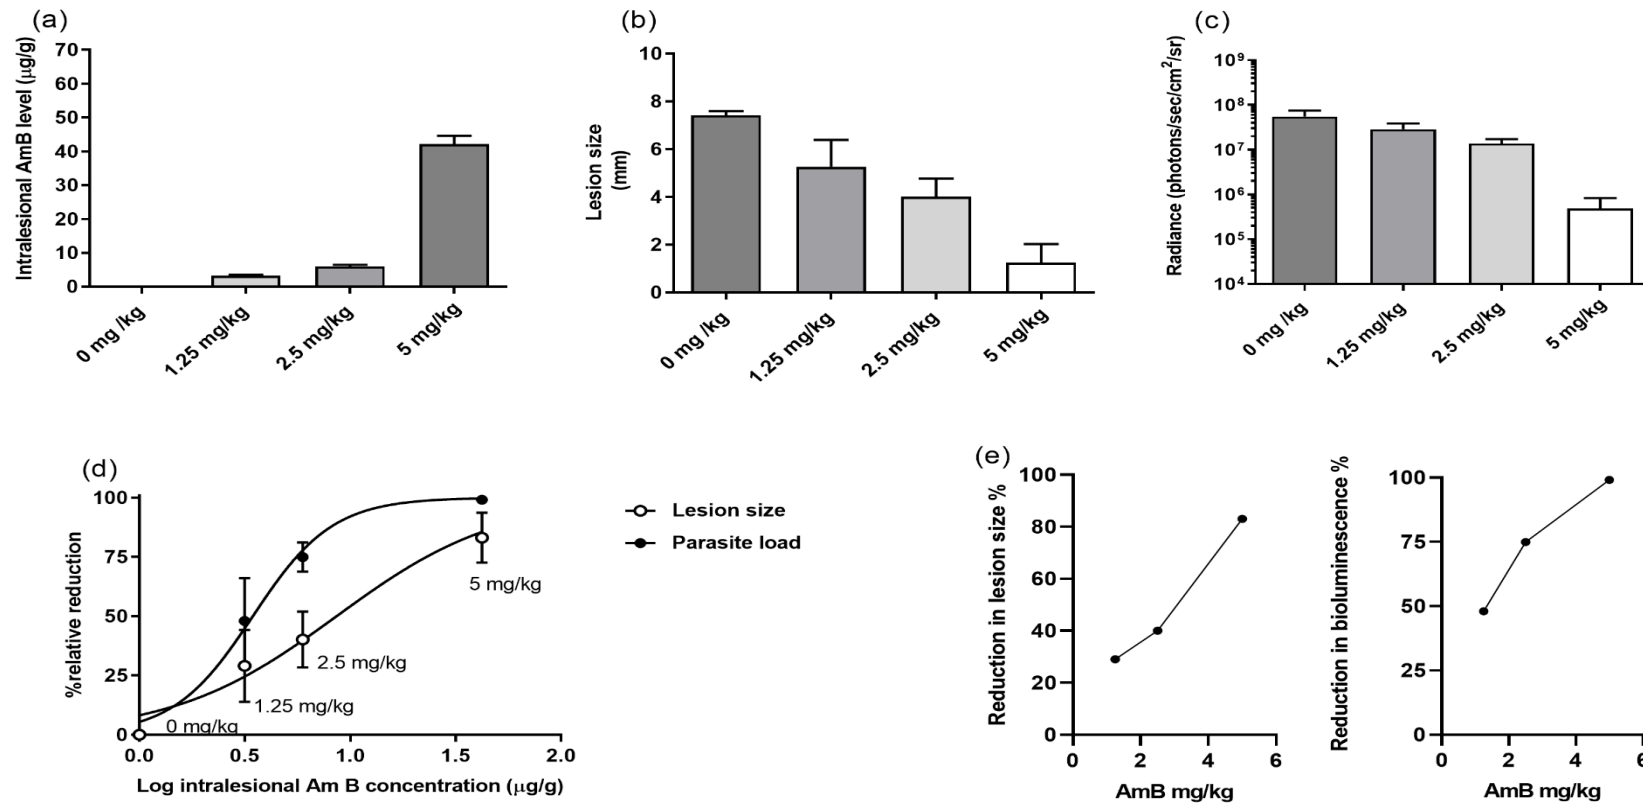 (a)
Intralesional AmB level (μg/g)
70
60
50
40
30
20
10
0
0 mg /kg
1.25 mg/kg
2.5 mg/kg
5 mg/kg
(b)
Lesion size
(mm)
10
8
6
4
2
0
0 mg /kg
1.25 mg/kg
2.5 mg/kg
5 mg/kg
(c)
Radiance (photons/sec/cm²/sr)
10⁹
10⁸
10⁷
10⁶
10⁵
10⁴
0 mg /kg
1.25 mg/kg
2.5 mg/kg
5 mg/kg
(d)
%relative reduction
100
75
50
25
0
0 mg/kg
1.25 mg/kg
2.5 mg/kg
5 mg/kg
0.0 0.5 1.0 1.5 2.0
Log intralesional Am B concentration (μg/g)
Lesion size
Parasite load
(e)
Reduction in lesion size %
100
80
60
40
20
0
0 2 4 6
AmB mg/kg
Reduction in bioluminescence %
100
75
50
25
0
0 2 4 6
AmB mg/kg